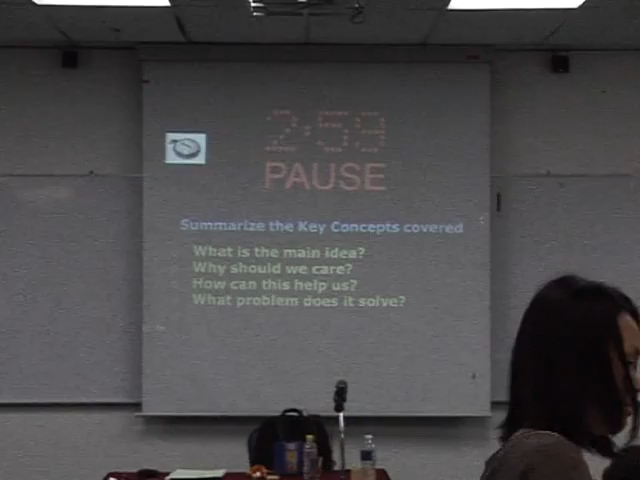 2:59
PAUSE
Summarize the Key Concepts covered
What is the main idea?
Why should we care?
How can this help us?
What problem does it solve?